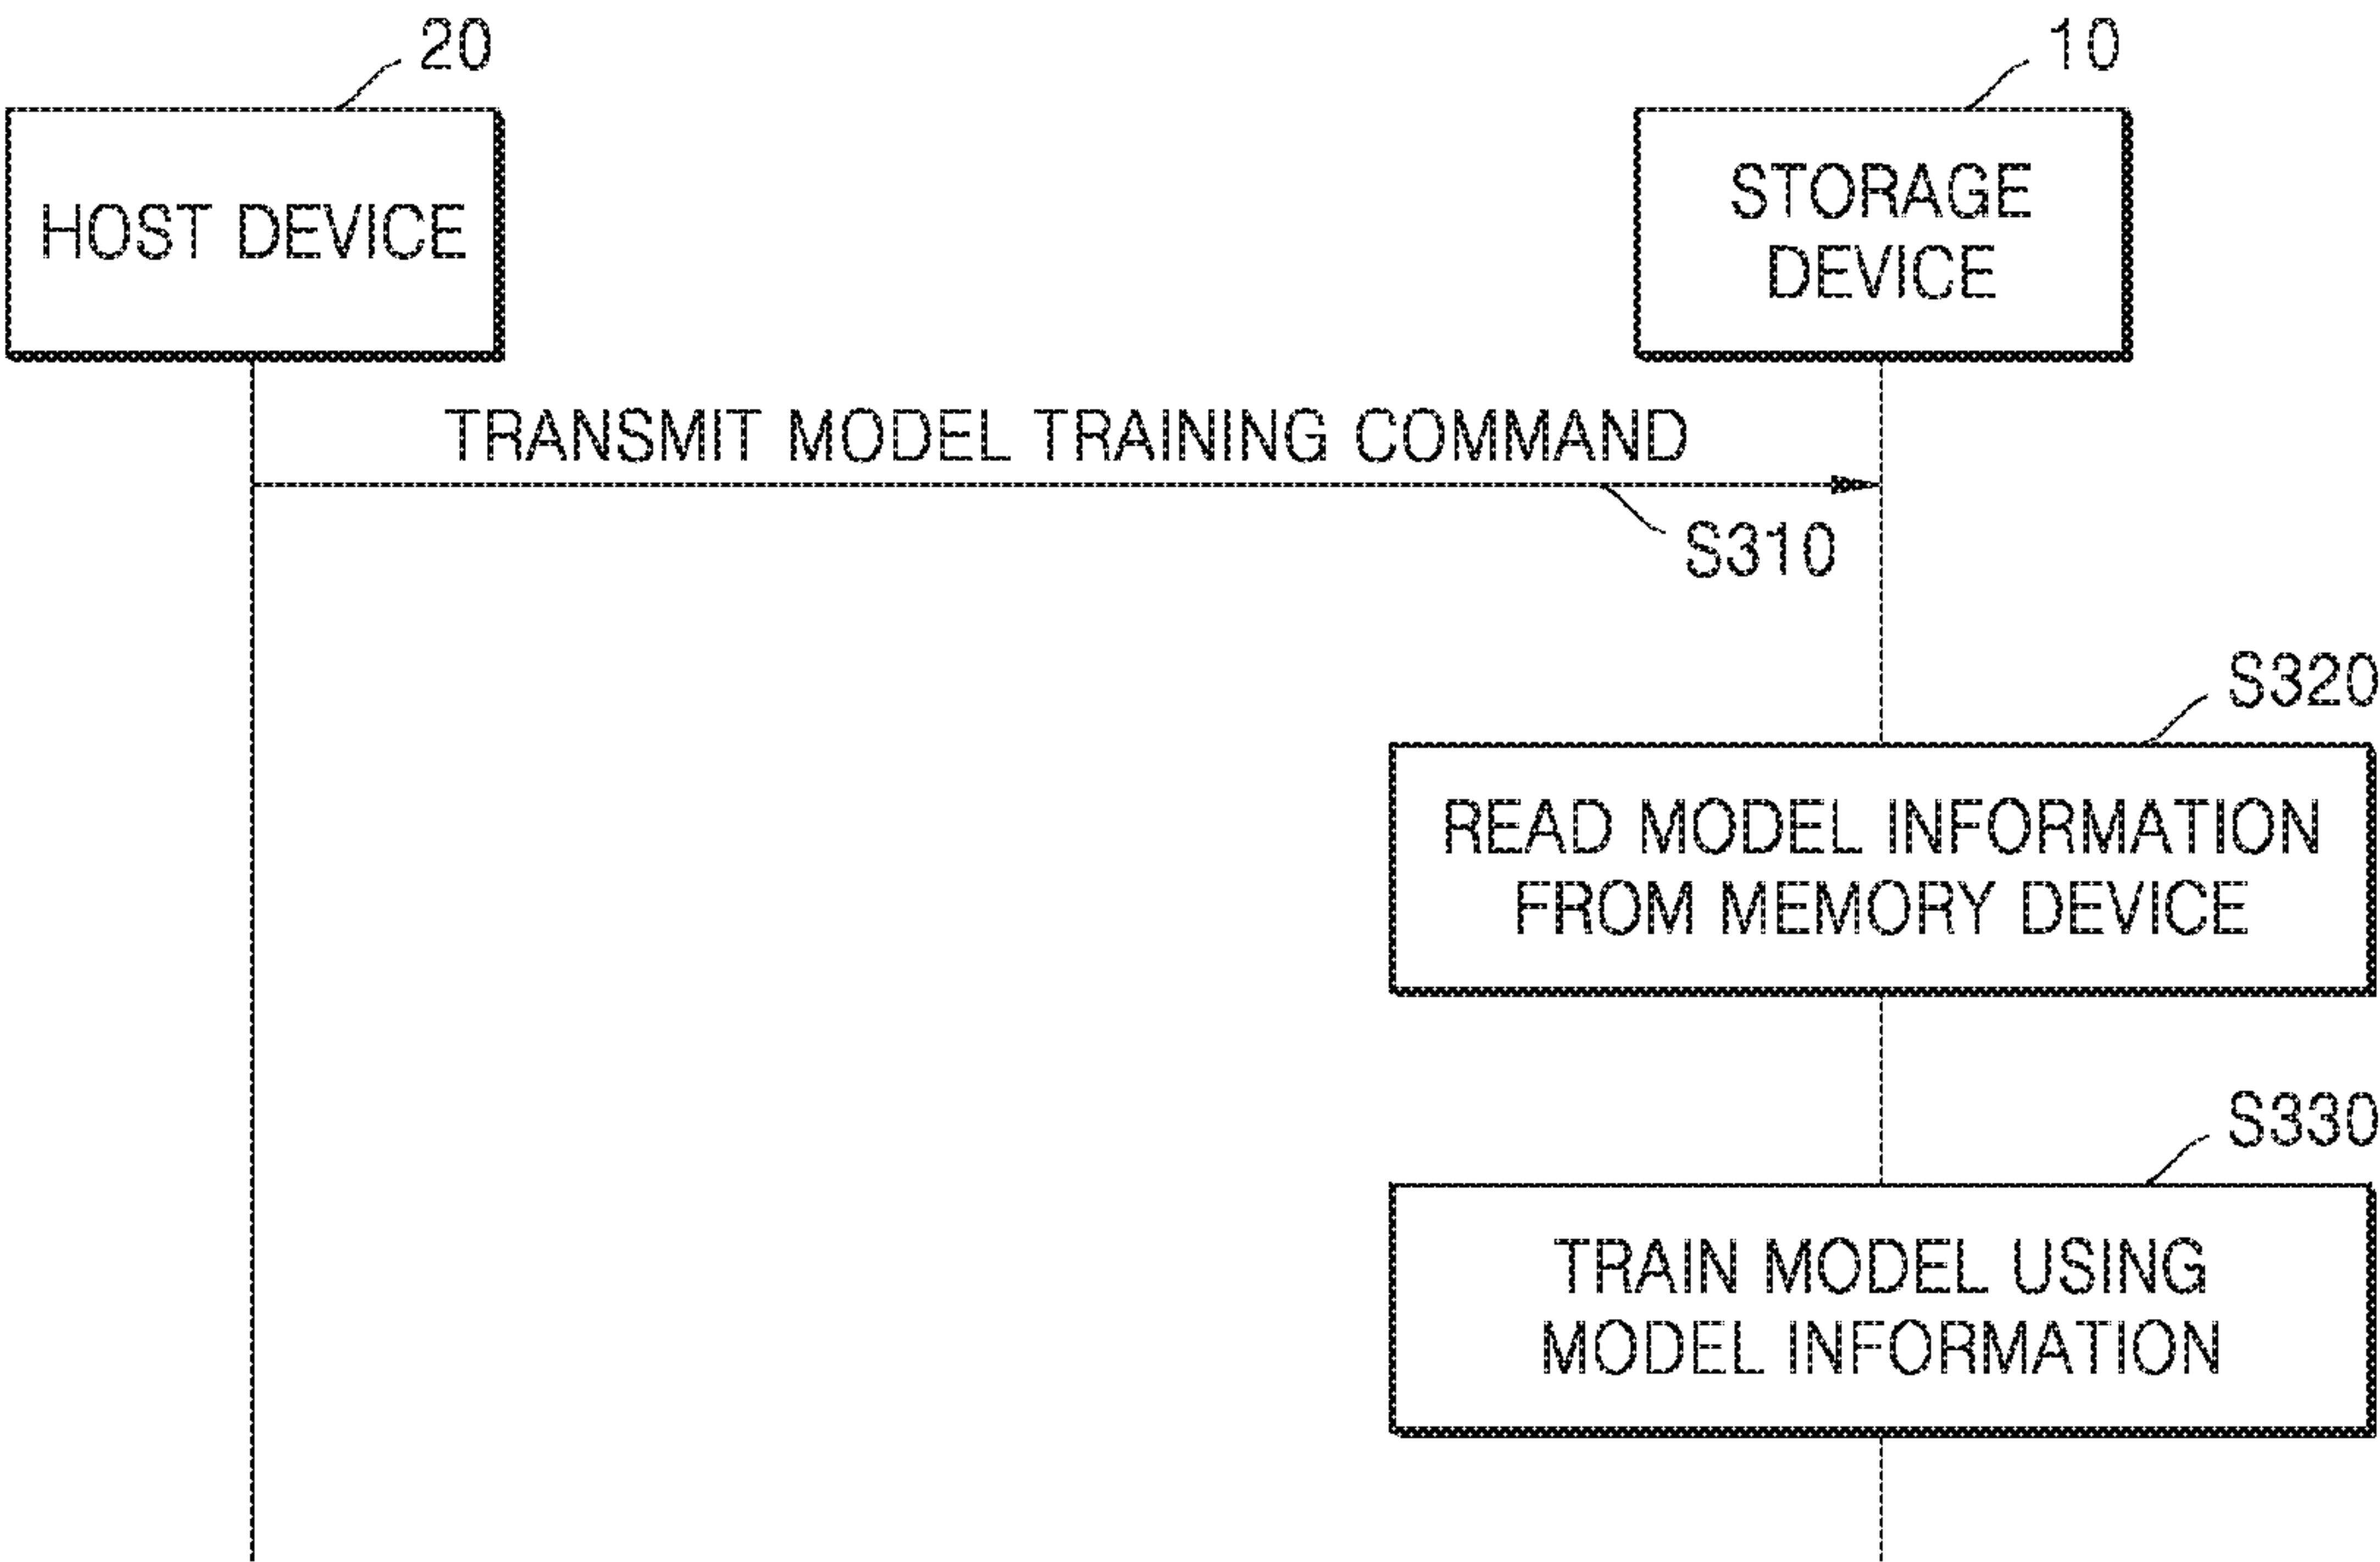 20
10
HOST DEVICE
STORAGE
DEVICE
TRANSMIT MODEL TRAINING COMMAND
S310
S320
READ MODEL INFORMATION
FROM MEMORY DEVICE
S330
TRAIN MODEL USING
MODEL INFORMATION